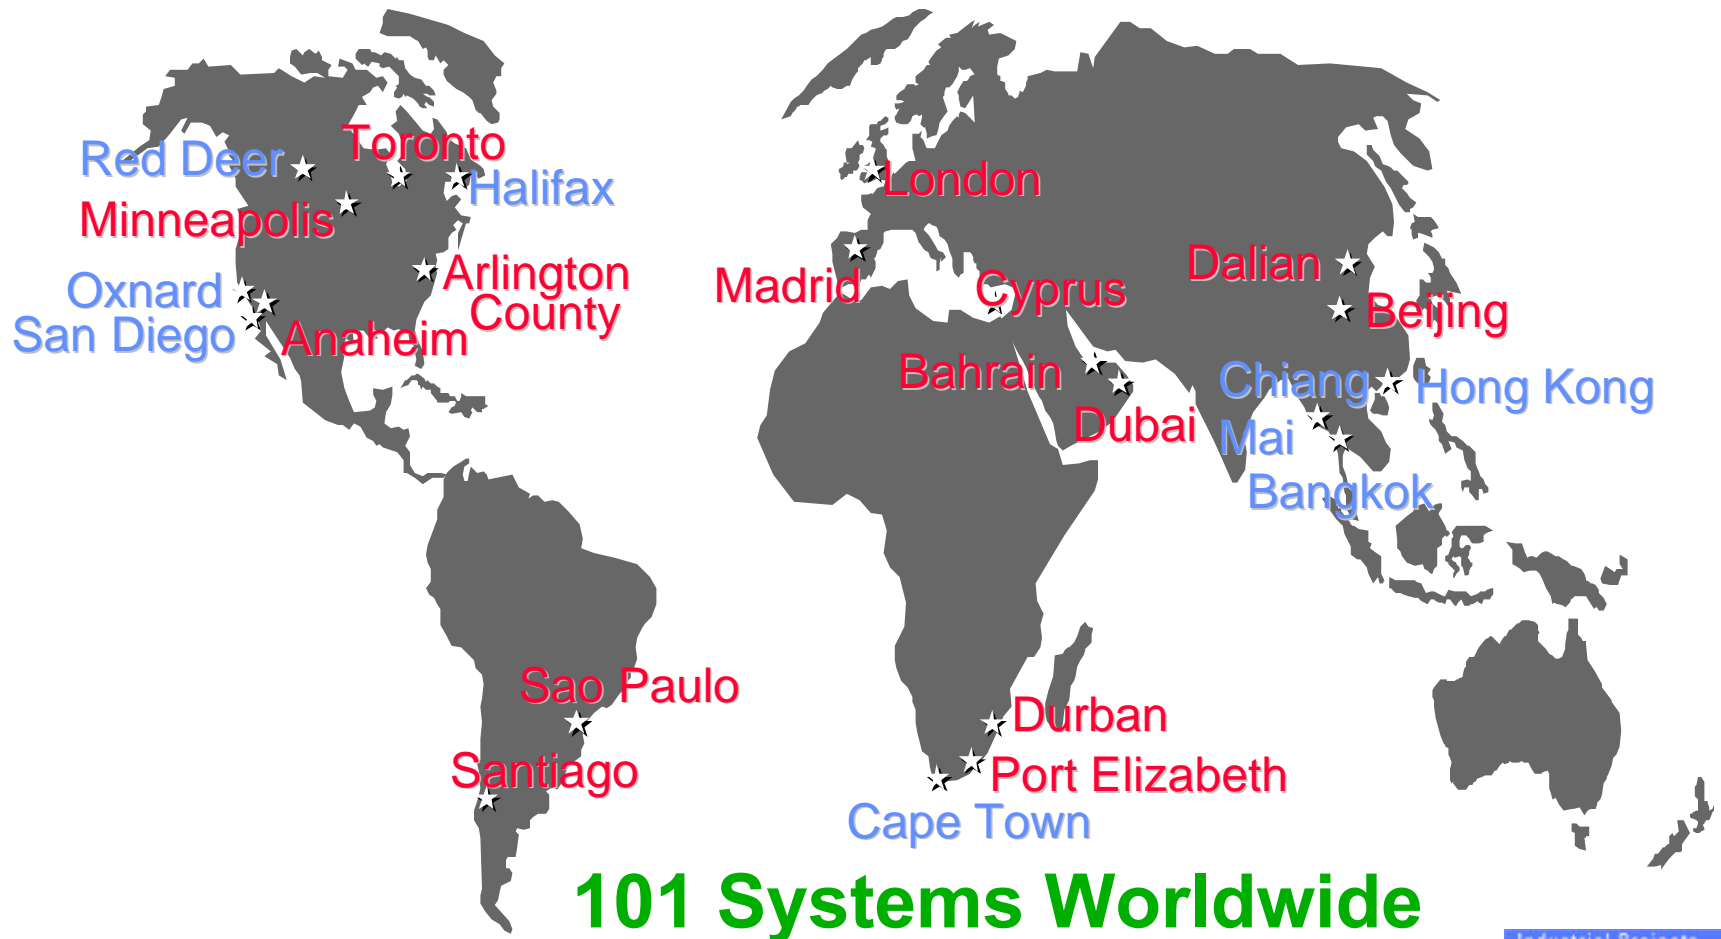 Toronto
Red Deer
Halifax
Minneapolis
London
Arlington
County
Oxnard
San Diego
Anaheim
Madrid
Cyprus
Dalian
Beijing
Bahrain
Dubai
Chiang
Mai
Hong Kong
Bangkok
Sao Paulo
Santiago
Durban
Port Elizabeth
Cape Town
101 Systems Worldwide